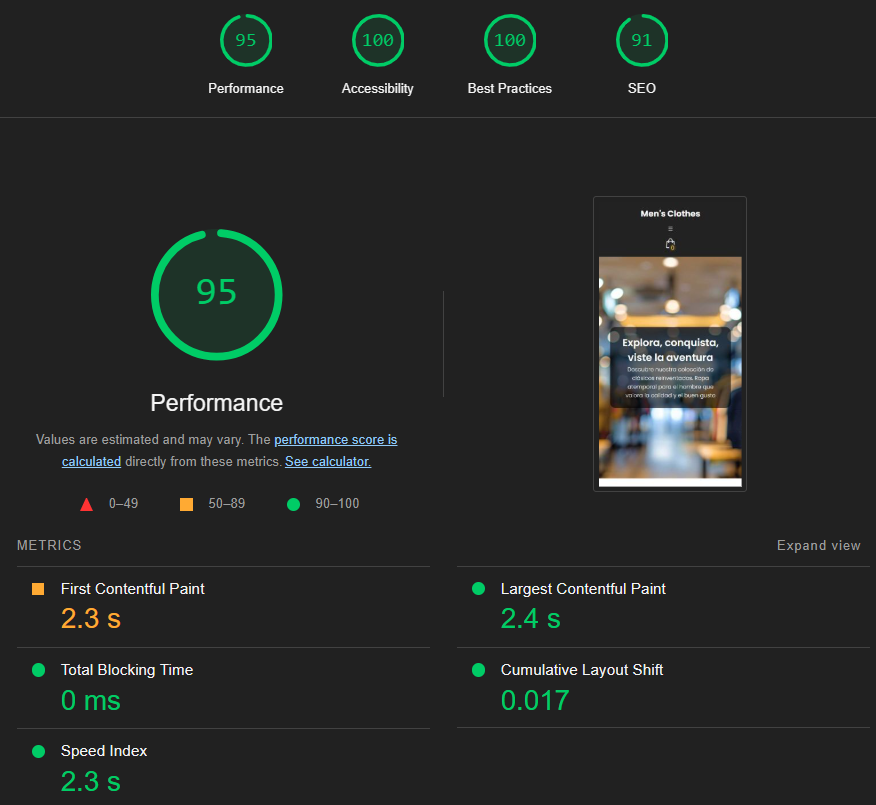 95
100
100
91
Performance
Accessibility
Best Practices
SEO
95
Performance
Values are estimated and may vary. The performance score is
calculated directly from these metrics. See calculator.
0–49
50–89
90–100
Men's Clothes
Explora, conquista,
viste la aventura
Descubre nuestra colección de
clásicos reinventados. Ropa
atemporal para el hombre que
valora la calidad y el buen gusto
METRICS
Expand view
First Contentful Paint
2.3 s
Largest Contentful Paint
2.4 s
Total Blocking Time
0 ms
Cumulative Layout Shift
0.017
Speed Index
2.3 s